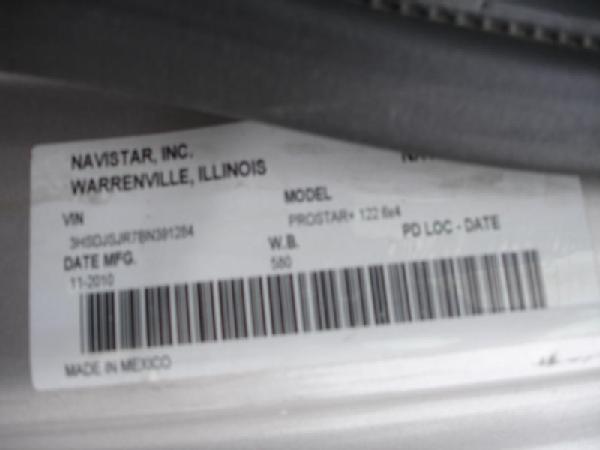 NAVISTAR, INC.
WARRENVILLE, ILLINOIS
VIN MODEL
3HSDJSJR7BN391284 PROSTAR+ 122 6x4
DATE MFG. W.B. PD LOC - DATE
11-2010 580
MADE IN MEXICO